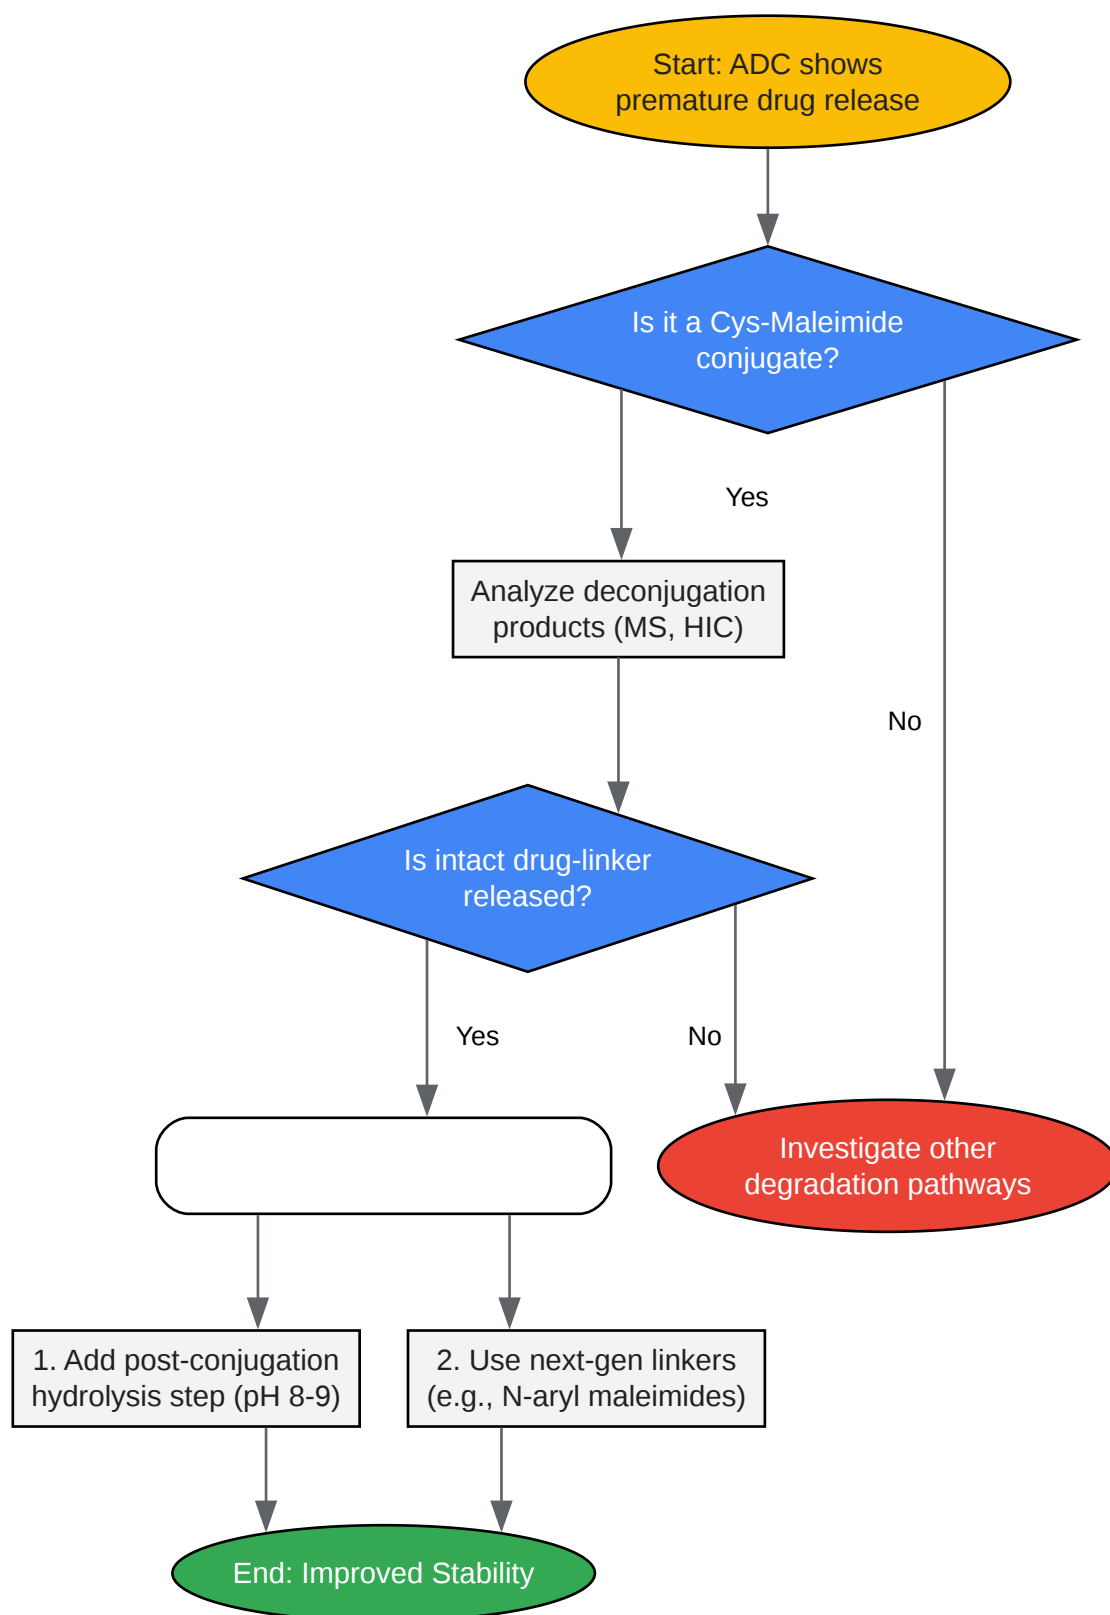 Start: ADC shows
premature drug release
Is it a Cys-Maleimide
conjugate?
Yes
Analyze deconjugation
products (MS, HIC)
No
Is intact drug-linker
released?
Yes
No
Investigate other
degradation pathways
1. Add post-conjugation
hydrolysis step (pH 8-9)
2. Use next-gen linkers
(e.g., N-aryl maleimides)
End: Improved Stability